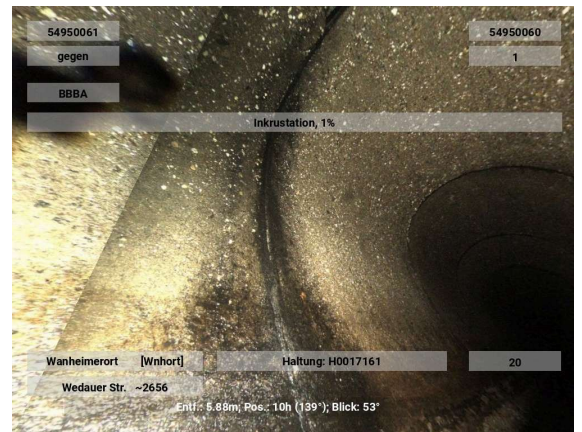 54950061
54950060
gegen
1
BBBA
Inkrustation, 1%
Wanheimerort [Wnhort]
Haltung: H0017161
20
Wedauer Str. ~2656
Entf.: 5.88m; Pos.: 10h (139°); Blick: 53°